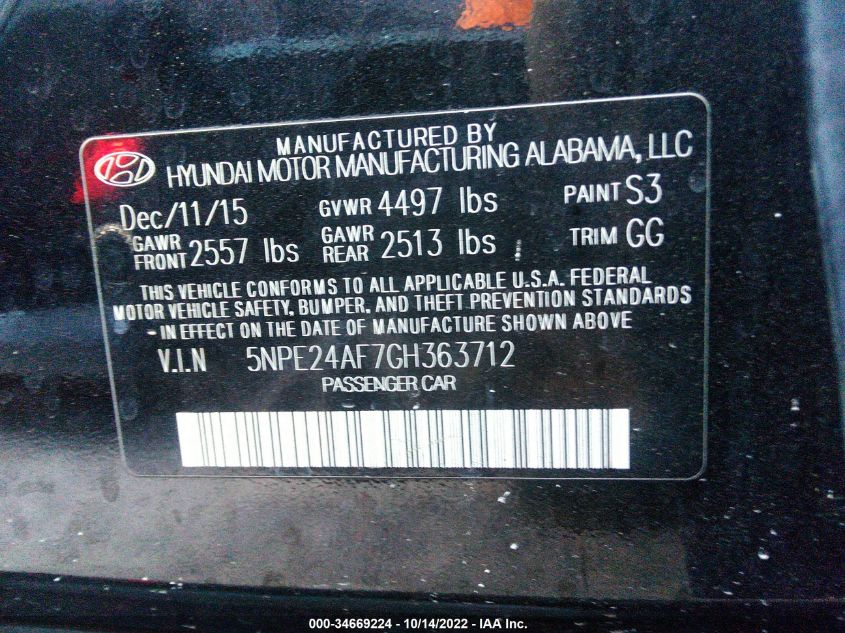 MANUFACTURED BY
HYUNDAI MOTOR MANUFACTURING ALABAMA, LLC
Dec/11/15 GVWR 4497 lbs PAINT S3
GAWR FRONT 2557 lbs GAWR REAR 2513 lbs TRIM GG
THIS VEHICLE CONFORMS TO ALL APPLICABLE U.S.A. FEDERAL
MOTOR VEHICLE SAFETY, BUMPER, AND THEFT PREVENTION STANDARDS
IN EFFECT ON THE DATE OF MANUFACTURE SHOWN ABOVE
V.I.N 5NPE24AF7GH363712
PASSENGER CAR
000-34669224 - 10/14/2022 - IAA Inc.